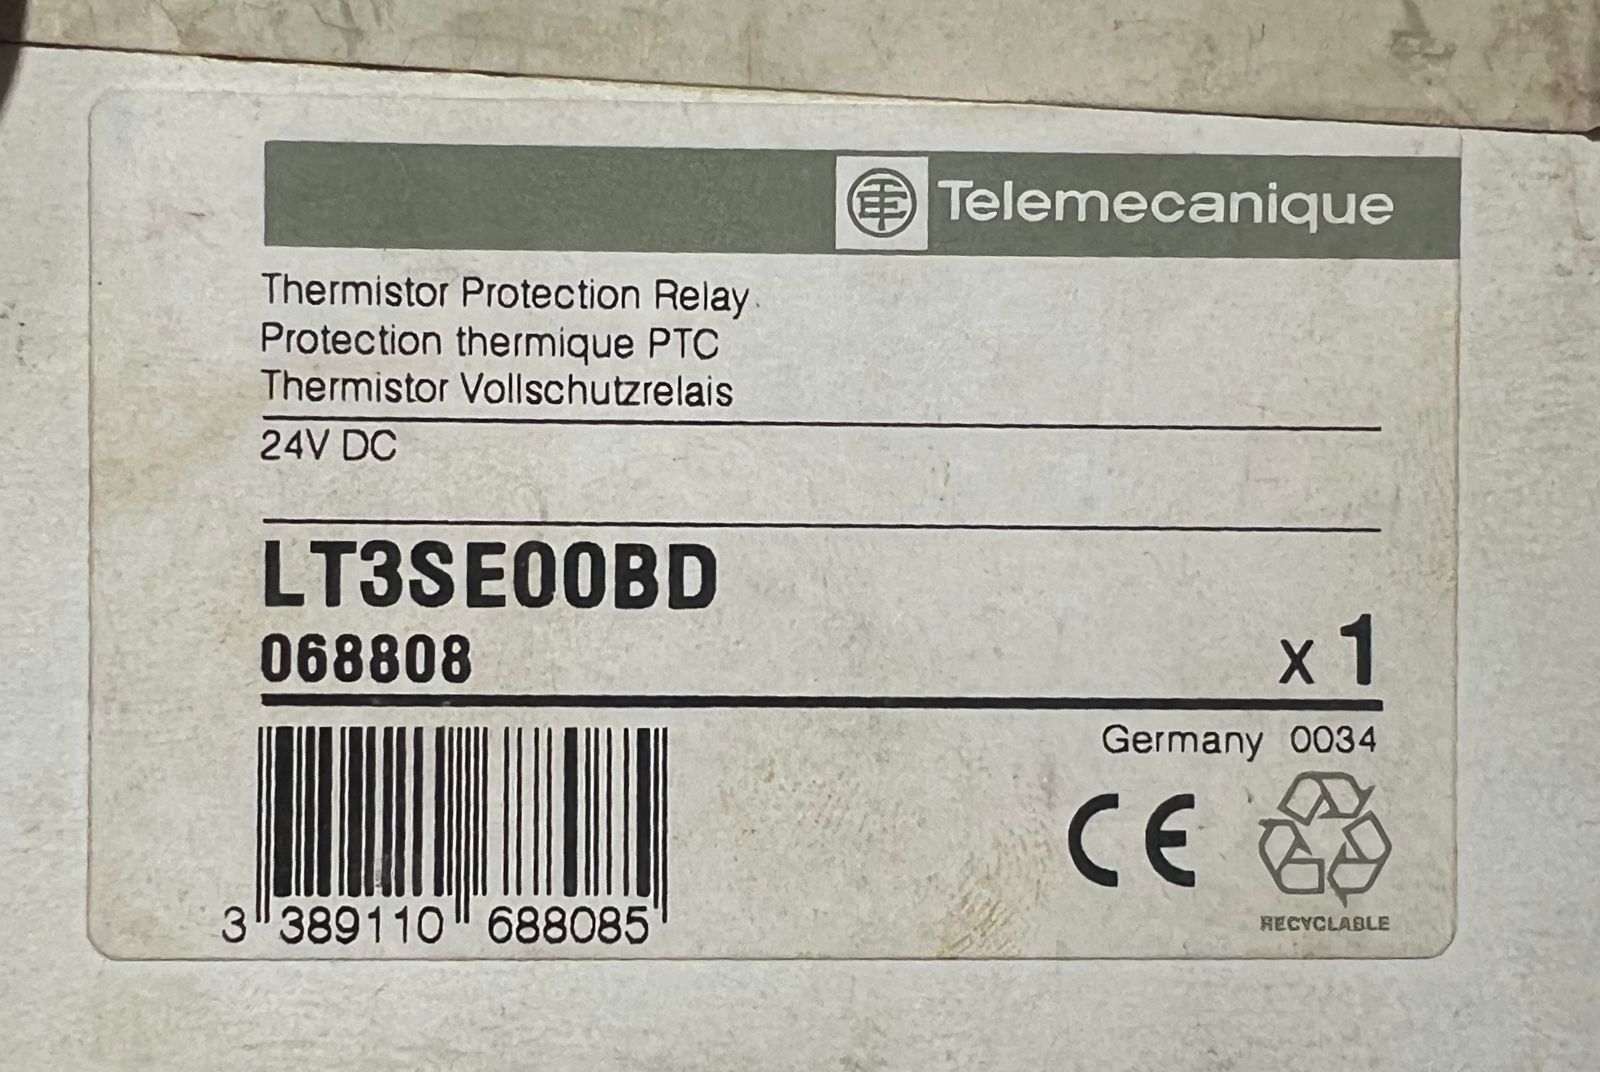 Telemecanique
Thermistor Protection Relay
Protection thermique PTC
Thermistor Vollschutzrelais
24V DC
LT3SE00BD
068808
x 1
Germany 0034
CE
RECYCLABLE
3 389110 688085